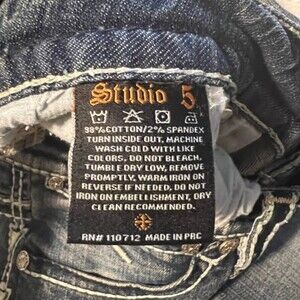 Studio 5
98%COTTON/2% SPANDEX
TURN INSIDE OUT, MACHINE
WASH COLD WITH LIKE
COLORS. DO NOT BLEACH.
TUMBLE DRY LOW, REMOVE
PROMPTLY, WARM IRON ON
REVERSE IF NEEDED, DO NOT
IRON ON EMBELLISHMENT, DRY
CLEAN RECOMMENDED.
RN# 110712 MADE IN PRC